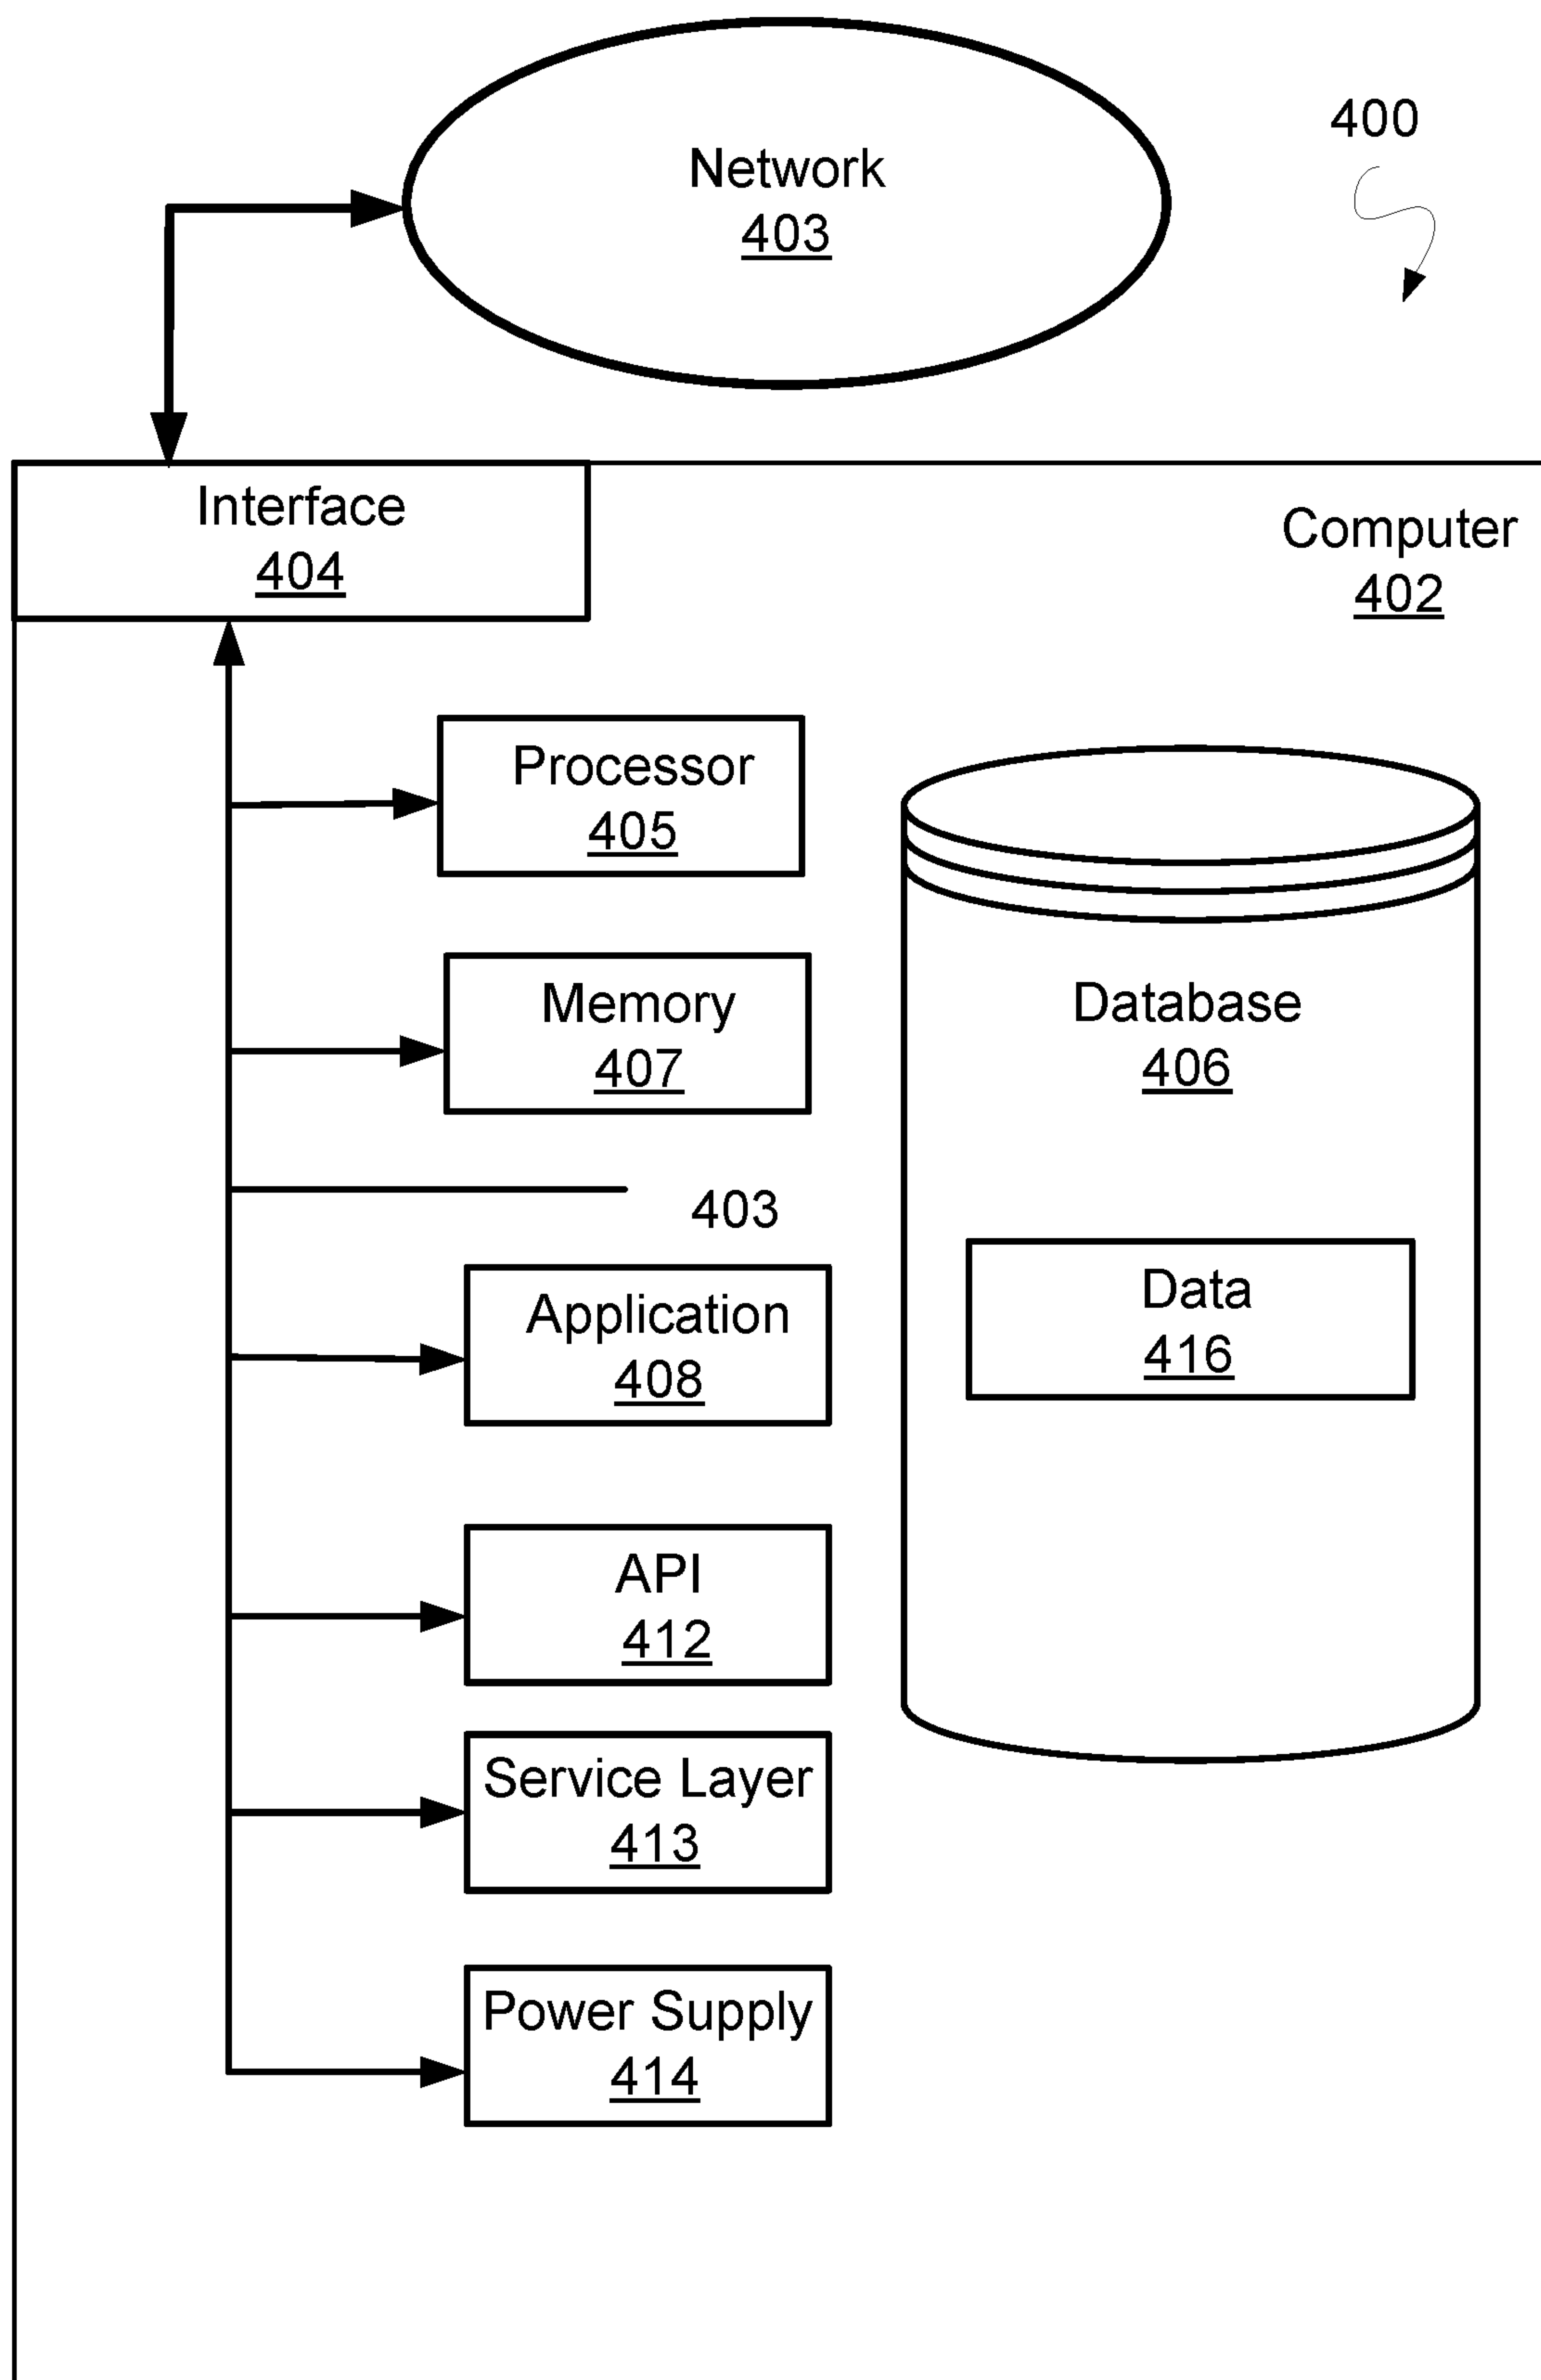 Network
403
400
Interface
404
Computer
402
Processor
405
Memory
407
Database
406
403
Application
408
Data
416
API
412
Service Layer
413
Power Supply
414